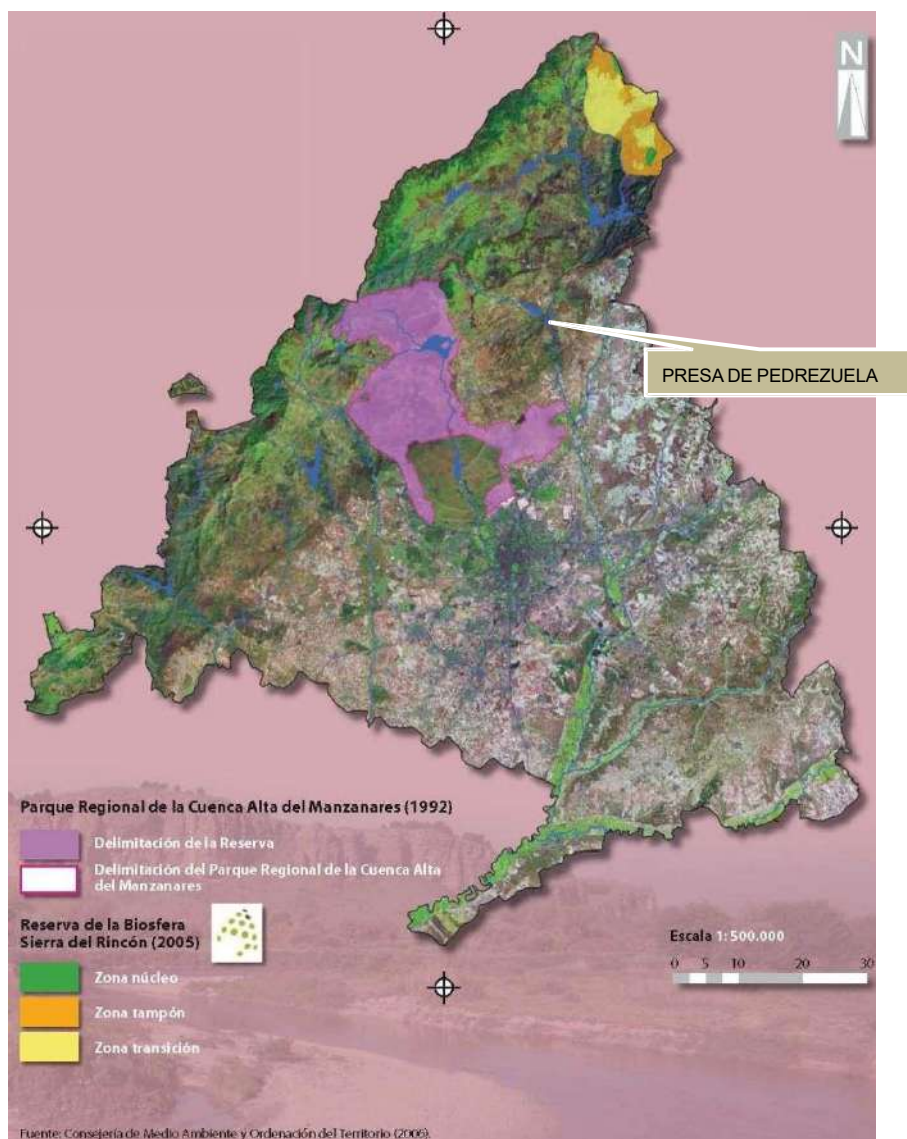 N
PRESA DE PEDREZUELA
Parque Regional de la Cuenca Alta del Manzanares (1992)
Delimitación de la Reserva
Delimitación del Parque Regional de la Cuenca Alta
del Manzanares
Reserva de la Biosfera
Sierra del Rincón (2005)
Zona núcleo
Zona tampón
Zona transición
Escala 1:500.000
0 5 10 20 30
Fuente: Consejería de Medio Ambiente y Ordenación del Territorio (2006).